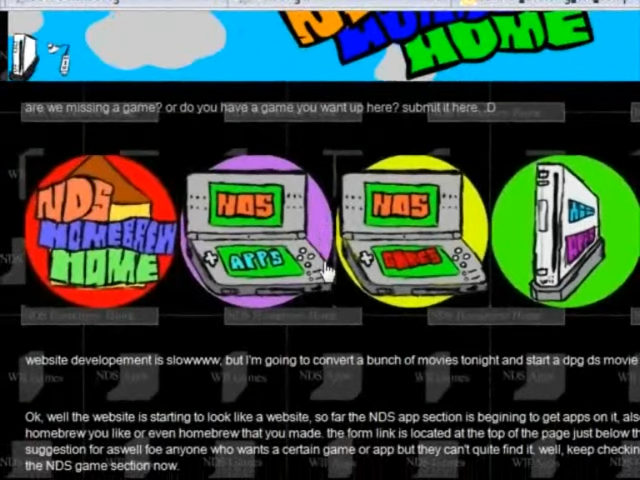 NDS
HOME
are we missing a game? or do you have a game you want up here? submit it here. :D
NDS
HOMEBREW
HOME
NDS
APPS
NDS
GAMES
website developement is slowwww, but I'm going to convert a bunch of movies tonight and start a dpg ds movie
Ok, well the website is starting to look like a website, so far the NDS app section is begining to get apps on it, als
homebrew you like or even homebrew that you made. the form link is located at the top of the page just below th
suggestion for aswell foe anyone who wants a certain game or app but they can't quite find it. well, keep checkin
the NDS game section now.